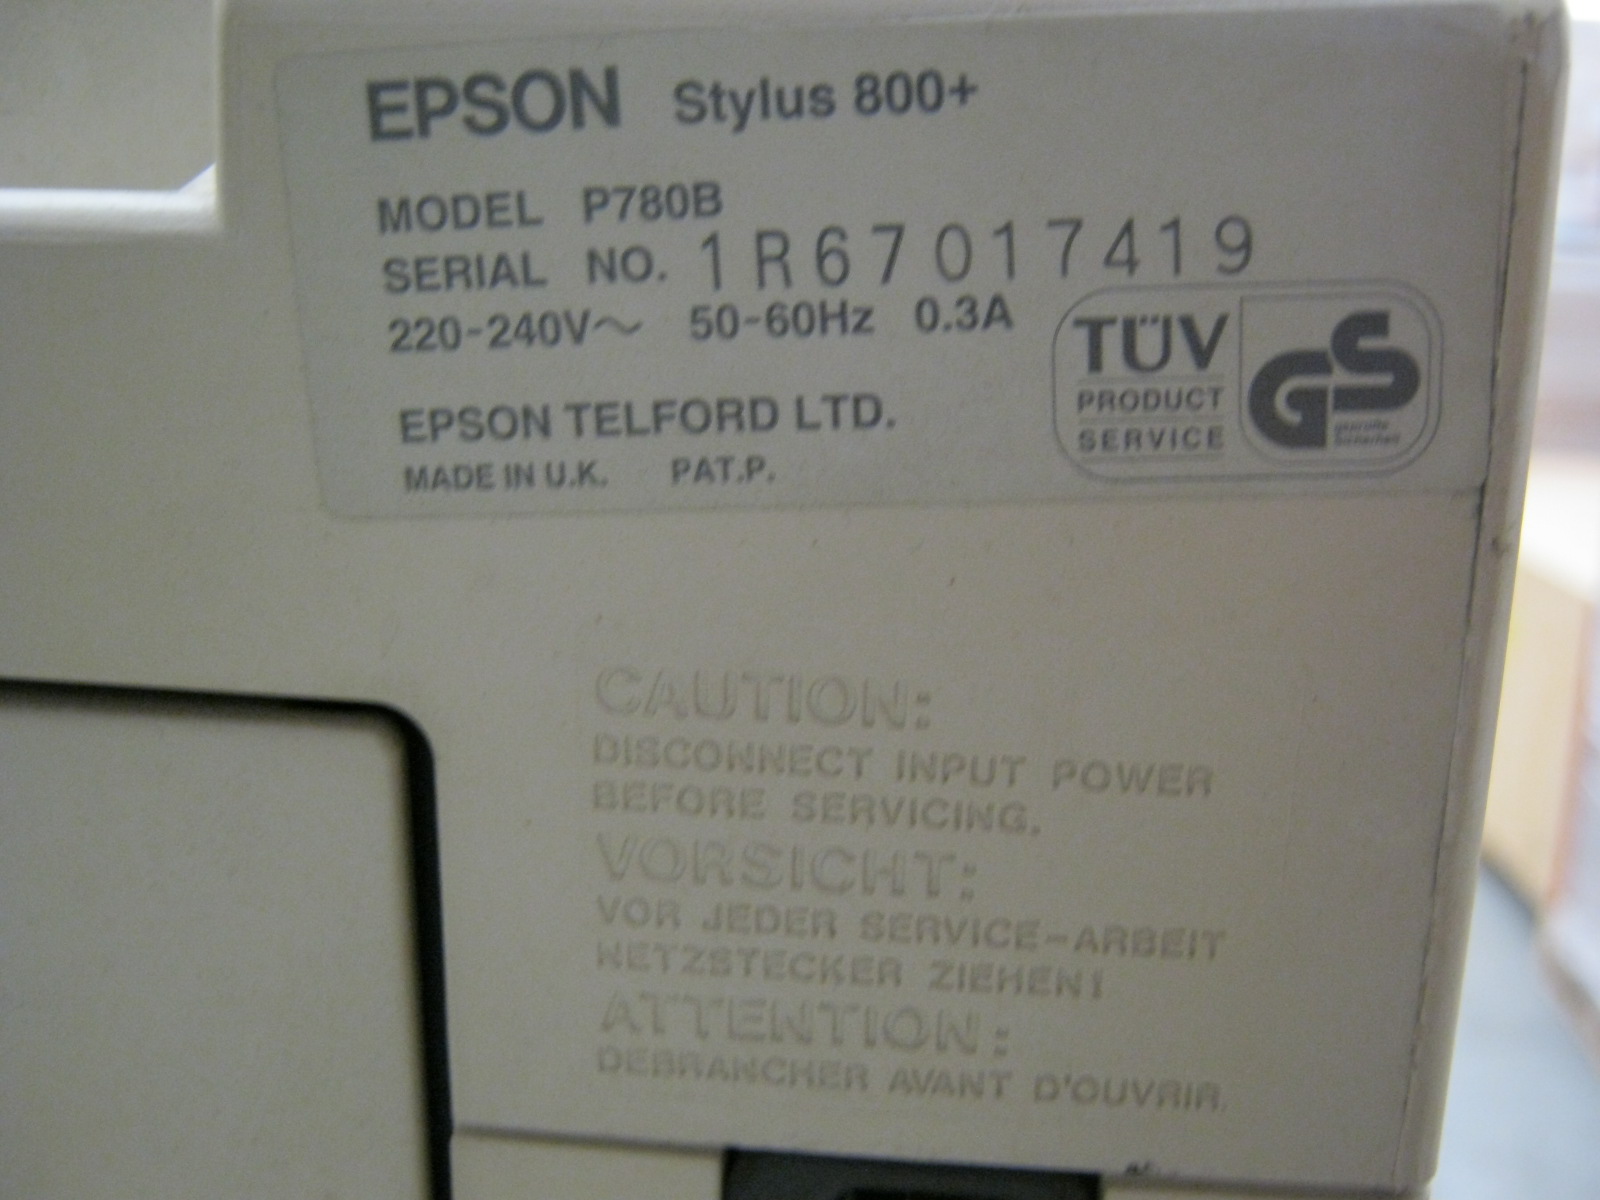 EPSON Stylus 800+
MODEL P780B
SERIAL NO. 1R67017419
220-240V~ 50-60Hz 0.3A
EPSON TELFORD LTD.
MADE IN U.K. PAT.P.
TÜV
PRODUCT
SERVICE
GS
geprüfte
Sicherheit
CAUTION:
DISCONNECT INPUT POWER
BEFORE SERVICING.
VORSICHT:
VOR JEDER SERVICE-ARBEIT
NETZSTECKER ZIEHEN!
ATTENTION:
DEBRANCHER AVANT D'OUVRIR.